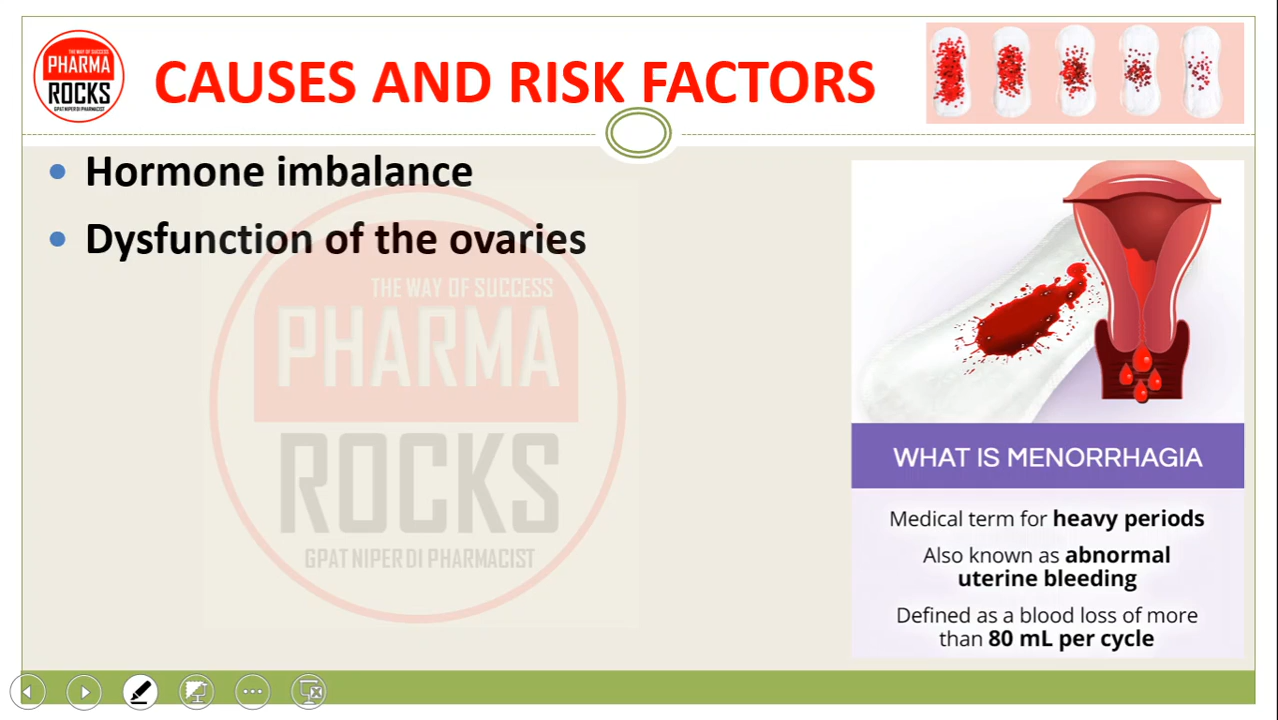 THE WAY OF SUCCESS
PHARMA
ROCKS
GPAT NIPER DI PHARMACIST
CAUSES AND RISK FACTORS
• Hormone imbalance
• Dysfunction of the ovaries
THE WAY OF SUCCESS
PHARMA
ROCKS
GPAT NIPER DI PHARMACIST
WHAT IS MENORRHAGIA
Medical term for heavy periods
Also known as abnormal
uterine bleeding
Defined as a blood loss of more
than 80 mL per cycle